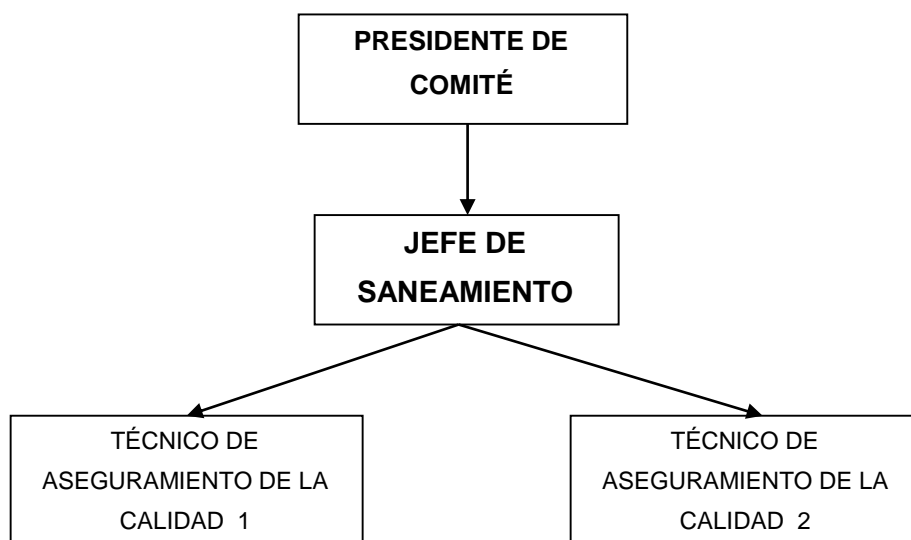 PRESIDENTE DE
COMITÉ
JEFE DE
SANEAMIENTO
TÉCNICO DE
ASEGURAMIENTO DE LA
CALIDAD 1
TÉCNICO DE
ASEGURAMIENTO DE LA
CALIDAD 2